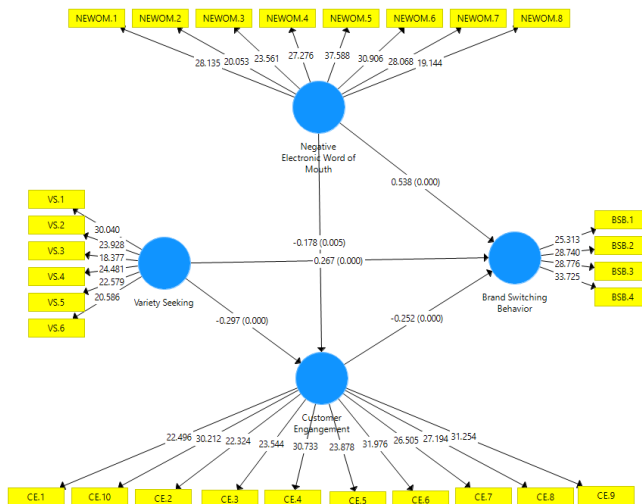 NEWOM.1 NEWOM.2 NEWOM.3 NEWOM.4 NEWOM.5 NEWOM.6 NEWOM.7 NEWOM.8
28.135 20.053 23.561 27.276 37.588 30.906 28.068 19.144
Negative
Electronic Word of
Mouth
0.538 (0.000)
VS.1
VS.2
VS.3
VS.4
VS.5
VS.6
30.040
23.928
18.377
24.481
22.579
20.586
Variety Seeking
-0.178 (0.005)
0.267 (0.000)
-0.297 (0.000)
-0.252 (0.000)
BSB.1
BSB.2
BSB.3
BSB.4
25.313
28.740
28.776
33.725
Brand Switching
Behavior
Customer
Engangement
22.496 30.212 22.324 23.544 30.733 23.878 31.976 26.505 27.194 31.254
CE.1 CE.10 CE.2 CE.3 CE.4 CE.5 CE.6 CE.7 CE.8 CE.9